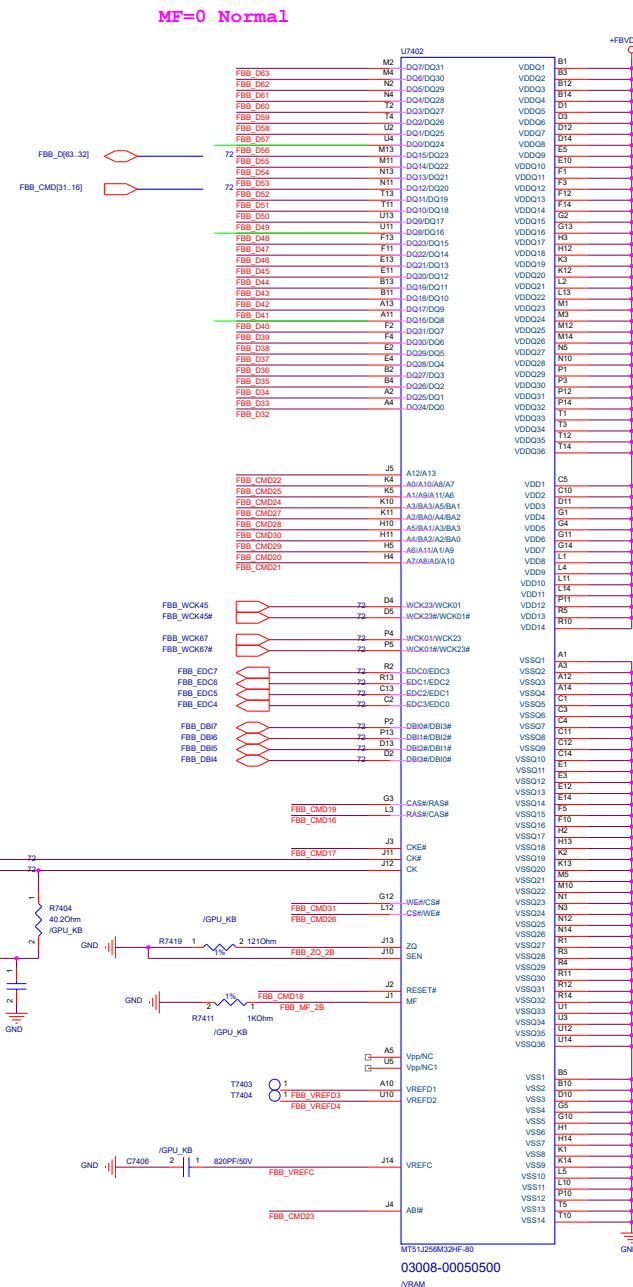 MF=0 Normal
+FBVD
U7402
FBB_D63 M2 DQ7/DQ31 VDDQ1 B1
FBB_D62 M4 DQ6/DQ30 VDDQ2 B3
FBB_D61 N2 DQ5/DQ29 VDDQ3 B12
FBB_D60 N4 DQ4/DQ28 VDDQ4 B14
FBB_D59 T2 DQ3/DQ27 VDDQ5 D1
FBB_D58 T4 DQ2/DQ26 VDDQ6 D3
FBB_D57 U2 DQ1/DQ25 VDDQ7 D12
FBB_D56 U4 DQ0/DQ24 VDDQ8 D14
FBB_D[63..32] 72 FBB_D55 M13 DQ15/DQ23 VDDQ9 E5
FBB_D54 M11 DQ14/DQ22 VDDQ10 E10
FBB_D53 N13 DQ13/DQ21 VDDQ11 F1
FBB_CMD[31..16] 72 FBB_D52 N11 DQ12/DQ20 VDDQ12 F3
FBB_D51 T13 DQ11/DQ19 VDDQ13 F12
FBB_D50 T11 DQ10/DQ18 VDDQ14 F14
FBB_D49 U13 DQ9/DQ17 VDDQ15 G2
FBB_D48 U11 DQ8/DQ16 VDDQ16 G13
FBB_D47 F13 DQ23/DQ15 VDDQ17 H3
FBB_D46 F11 DQ22/DQ14 VDDQ18 H12
FBB_D45 E13 DQ21/DQ13 VDDQ19 K3
FBB_D44 E11 DQ20/DQ12 VDDQ20 K12
FBB_D43 B13 DQ19/DQ11 VDDQ21 L2
FBB_D42 B11 DQ18/DQ10 VDDQ22 L13
FBB_D41 A13 DQ17/DQ9 VDDQ23 M1
FBB_D40 A11 DQ16/DQ8 VDDQ24 M3
FBB_D39 F2 DQ31/DQ7 VDDQ25 M12
FBB_D38 F4 DQ30/DQ6 VDDQ26 M14
FBB_D37 E2 DQ29/DQ5 VDDQ27 N5
FBB_D36 E4 DQ28/DQ4 VDDQ28 N10
FBB_D35 B2 DQ27/DQ3 VDDQ29 P1
FBB_D34 B4 DQ26/DQ2 VDDQ30 P3
FBB_D33 A2 DQ25/DQ1 VDDQ31 P12
FBB_D32 A4 DQ24/DQ0 VDDQ32 P14
VDDQ33 T1
VDDQ34 T3
VDDQ35 T12
VDDQ36 T14
J5 A12/A13
FBB_CMD22 K4 A0/A10/A8/A7 VDD1 C5
FBB_CMD25 K5 A1/A9/A11/A6 VDD2 C10
FBB_CMD24 K10 A3/BA3/A5/BA1 VDD3 D11
FBB_CMD27 K11 A2/BA0/A4/BA2 VDD4 G1
FBB_CMD28 H10 A5/BA1/A3/BA3 VDD5 G4
FBB_CMD29 H11 A4/BA2/A2/BA0 VDD6 G11
FBB_CMD20 H5 A6/A11/A1/A9 VDD7 G14
FBB_CMD21 H4 A7/A8/A0/A10 VDD8 L1
VDD9 L4
VDD10 L11
VDD11 L14
FBB_WCK45 72 D4 WCK23/WCK01 VDD12 P11
FBB_WCK45# 72 D5 WCK23#/WCK01# VDD13 R5
VDD14 R10
FBB_WCK67 72 P4 WCK01/WCK23
FBB_WCK67# 72 P5 WCK01#/WCK23#
VSSQ1 A1
FBB_EDC7 72 R2 EDC0/EDC3 VSSQ2 A3
FBB_EDC6 72 R13 EDC1/EDC2 VSSQ3 A12
FBB_EDC5 72 C13 EDC2/EDC1 VSSQ4 A14
FBB_EDC4 72 C2 EDC3/EDC0 VSSQ5 C1
VSSQ6 C3
FBB_DBI7 72 P2 DBI0#/DBI3# VSSQ7 C4
FBB_DBI6 72 P13 DBI1#/DBI2# VSSQ8 C11
FBB_DBI5 72 D13 DBI2#/DBI1# VSSQ9 C12
FBB_DBI4 72 D2 DBI3#/DBI0# VSSQ10 C14
VSSQ11 E1
VSSQ12 E3
VSSQ13 E12
FBB_CMD19 G3 CAS#/RAS# VSSQ14 E14
FBB_CMD16 L3 RAS#/CAS# VSSQ15 F5
VSSQ16 F10
VSSQ17 H2
FBB_CMD17 J3 CKE# VSSQ18 H13
72 J11 CK# VSSQ19 K2
72 J12 CK VSSQ20 K13
VSSQ21 M5
VSSQ22 M10
FBB_CMD31 G12 WE#/CS# VSSQ23 N1
FBB_CMD26 L12 CS#/WE# VSSQ24 N3
VSSQ25 N12
VSSQ26 N14
1 R7404 40.2Ohm /GPU_KB 2
/GPU_KB
GND R7419 1 1% 2 121Ohm FBB_ZQ_2B J13 ZQ VSSQ27 R1
J10 SEN VSSQ28 R3
VSSQ29 R4
VSSQ30 R11
1 2 GND
FBB_CMD18 J2 RESET# VSSQ31 R12
GND 2 1% 1 FBB_MF_2B J1 MF VSSQ32 R14
R7411 1KOhm VSSQ33 U1
/GPU_KB
VSSQ34 U3
VSSQ35 U12
VSSQ36 U14
A5 Vpp/NC
U5 Vpp/NC1
VSS1 B5
T7403 1 FBB_VREFD3 A10 VREFD1 VSS2 B10
T7404 1 FBB_VREFD4 U10 VREFD2 VSS3 D10
VSS4 G5
VSS5 G10
VSS6 H1
VSS7 H14
/GPU_KB
VSS8 K1
GND C7406 2 1 820PF/50V FBB_VREFC J14 VREFC VSS9 K14
VSS10 L5
VSS11 L10
VSS12 P10
FBB_CMD23 J4 ABI# VSS13 T5
VSS14 T10
GN
MT51J256M32HF-80
03008-00050500
/VRAM